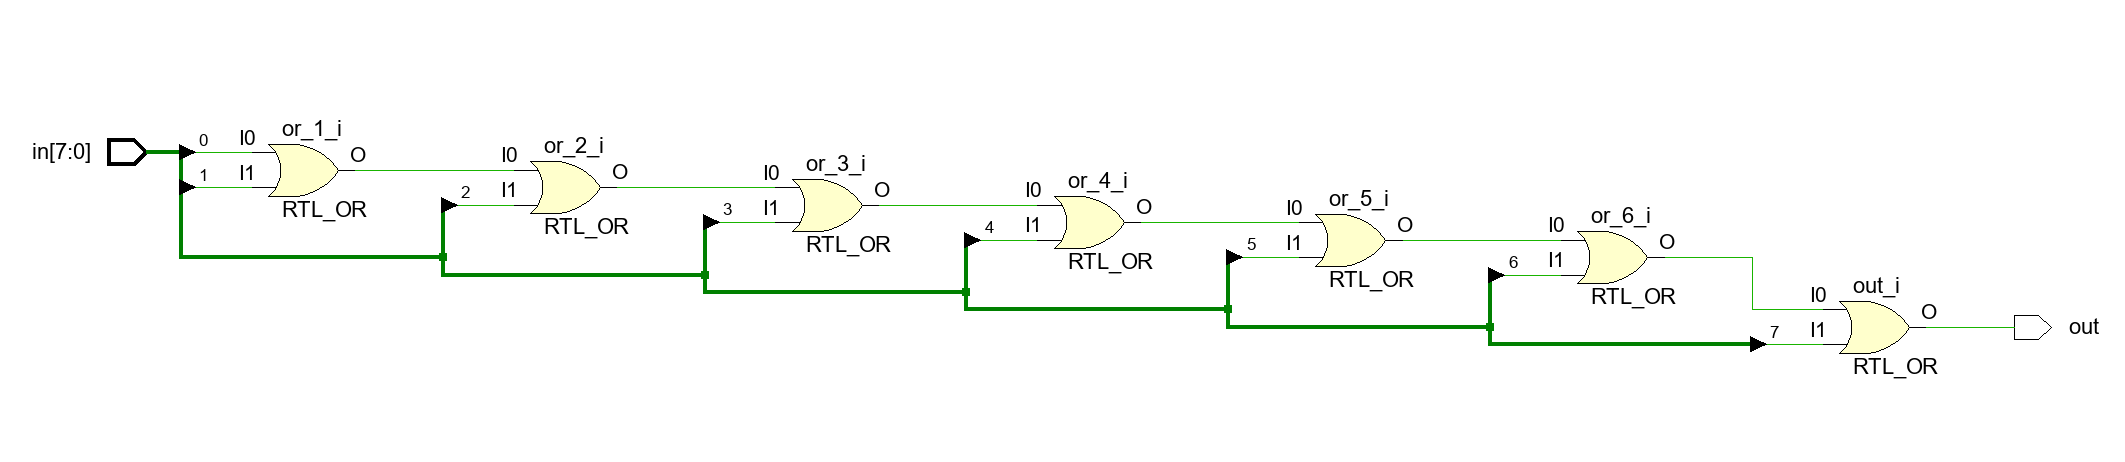 in[7:0]
0
I0
or_1_i
O
1
I1
RTL_OR
I0
or_2_i
O
2
I1
RTL_OR
I0
or_3_i
O
3
I1
RTL_OR
I0
or_4_i
O
4
I1
RTL_OR
I0
or_5_i
O
5
I1
RTL_OR
I0
or_6_i
O
6
I1
RTL_OR
I0
out_i
O
7
I1
RTL_OR
out